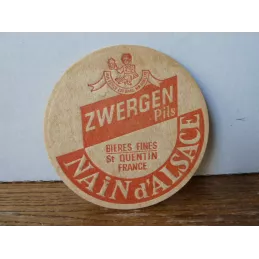 ZWERGEN
Pils
BIERES FINES
St QUENTIN
FRANCE
NAiN d'ALSACE